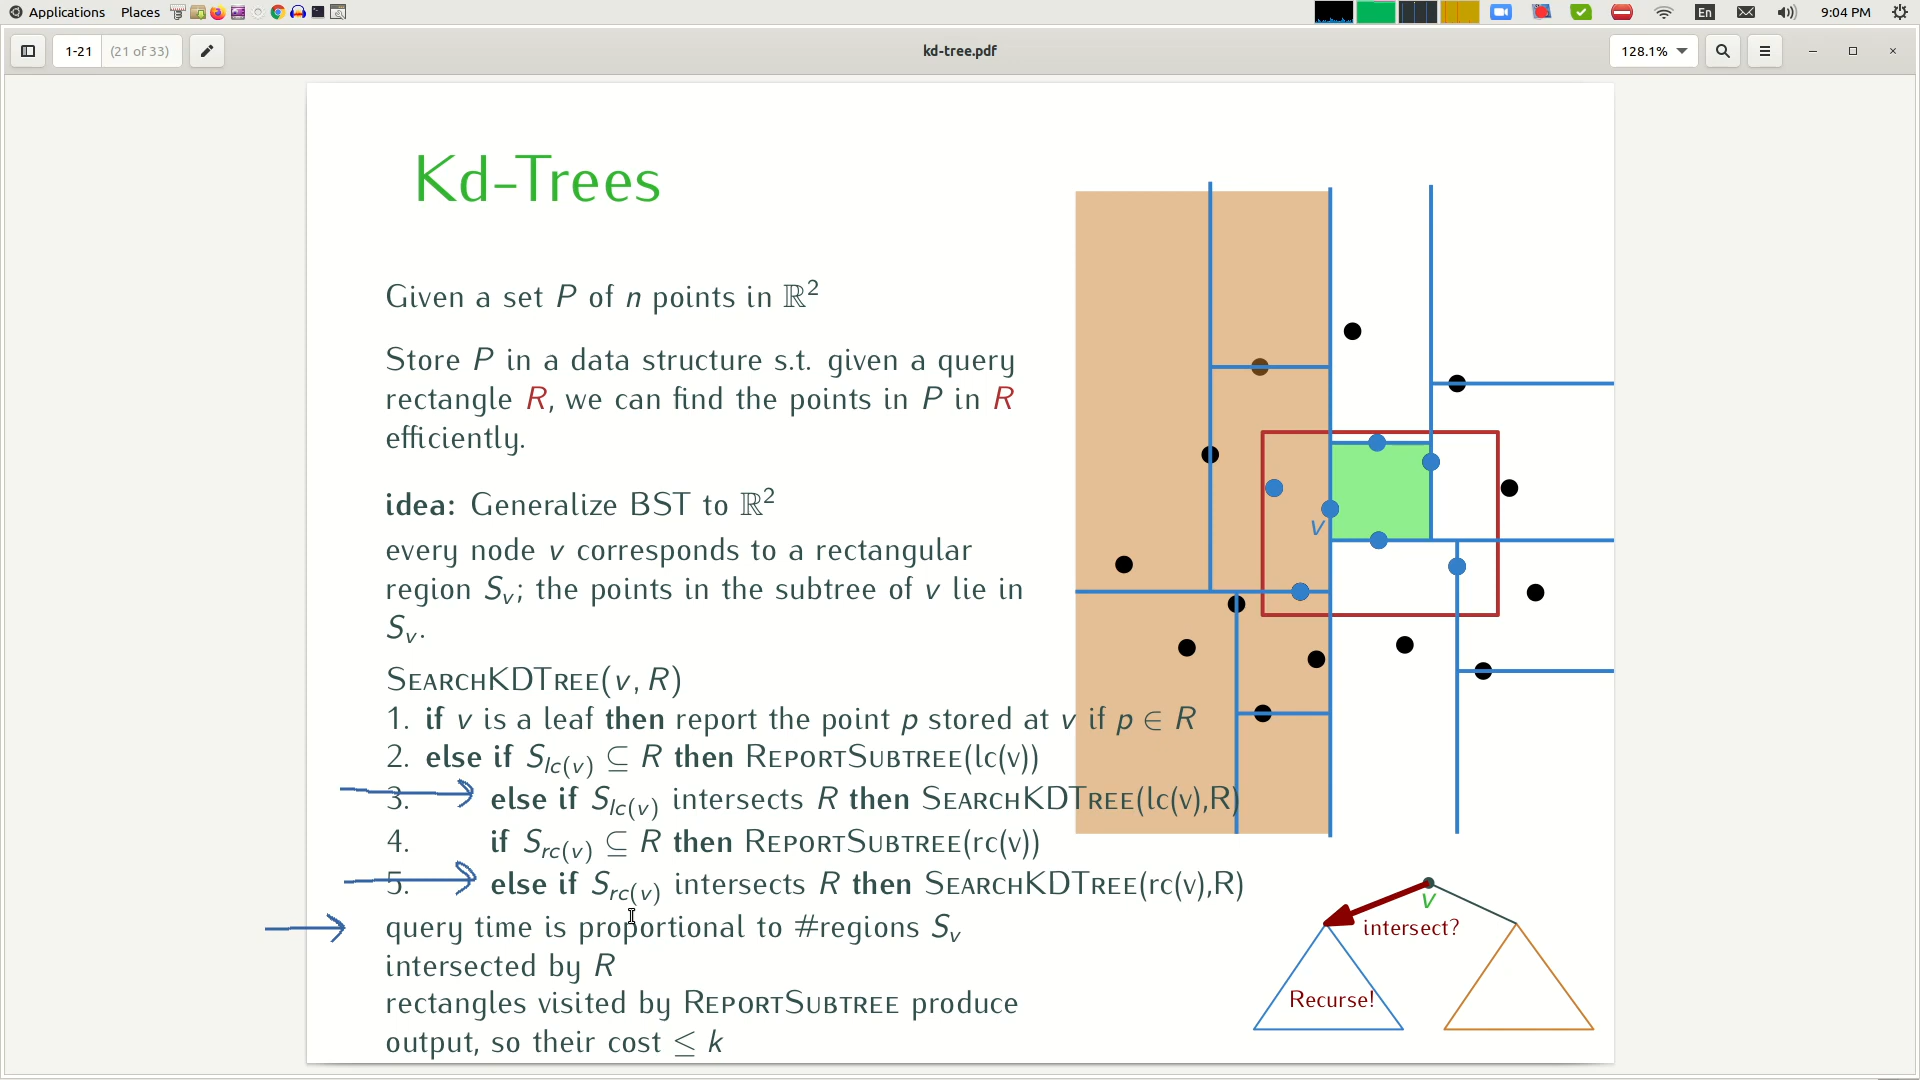 Applications Places En 9:04 PM
1-21 (21 of 33) kd-tree.pdf 128.1%
Kd-Trees
Given a set P of n points in ℝ²
Store P in a data structure s.t. given a query
rectangle R, we can find the points in P in R
efficiently.
idea: Generalize BST to ℝ²
every node v corresponds to a rectangular
region Sᵥ; the points in the subtree of v lie in
Sᵥ.
SEARCHKDTREE(v, R)
1. if v is a leaf then report the point p stored at v if p ∈ R
2. else if S_lc(v) ⊆ R then REPORTSUBTREE(lc(v))
3. else if S_lc(v) intersects R then SEARCHKDTREE(lc(v),R)
4. if S_rc(v) ⊆ R then REPORTSUBTREE(rc(v))
5. else if S_rc(v) intersects R then SEARCHKDTREE(rc(v),R)
query time is proportional to #regions Sᵥ
intersected by R
rectangles visited by REPORTSUBTREE produce
output, so their cost ≤ k
v
v
intersect?
Recurse!